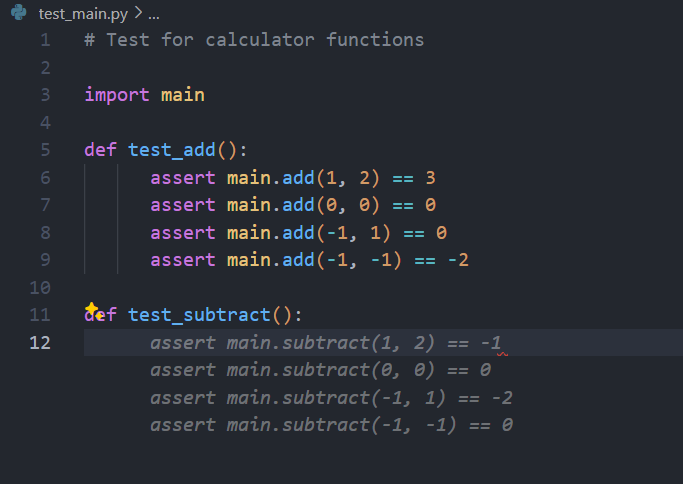 test_main.py > ...
1 # Test for calculator functions
2
3 import main
4
5 def test_add():
6 assert main.add(1, 2) == 3
7 assert main.add(0, 0) == 0
8 assert main.add(-1, 1) == 0
9 assert main.add(-1, -1) == -2
10
11 def test_subtract():
12 assert main.subtract(1, 2) == -1
assert main.subtract(0, 0) == 0
assert main.subtract(-1, 1) == -2
assert main.subtract(-1, -1) == 0